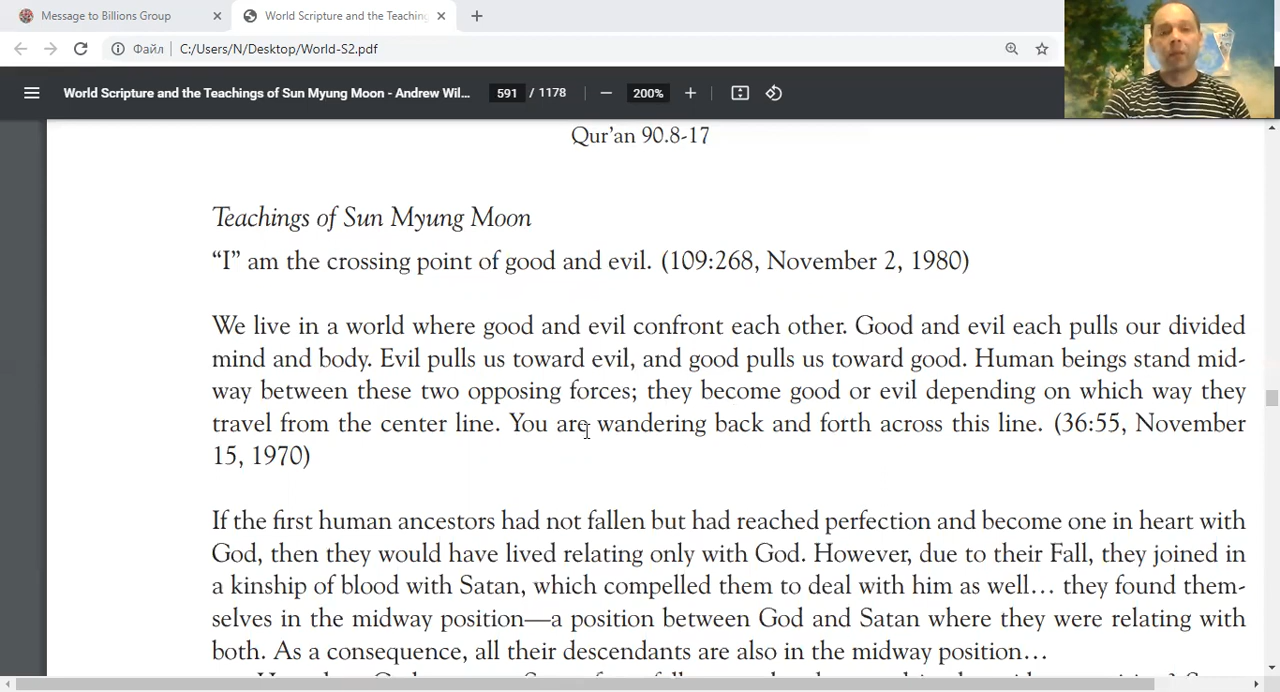 Message to Billions Group
World Scripture and the Teaching
Файл
C:/Users/N/Desktop/World-S2.pdf
World Scripture and the Teachings of Sun Myung Moon - Andrew Wil...
591 / 1178
200%
Qur’an 90.8-17
Teachings of Sun Myung Moon
“I” am the crossing point of good and evil. (109:268, November 2, 1980)
We live in a world where good and evil confront each other. Good and evil each pulls our divided
mind and body. Evil pulls us toward evil, and good pulls us toward good. Human beings stand mid-
way between these two opposing forces; they become good or evil depending on which way they
travel from the center line. You are wandering back and forth across this line. (36:55, November
15, 1970)
If the first human ancestors had not fallen but had reached perfection and become one in heart with
God, then they would have lived relating only with God. However, due to their Fall, they joined in
a kinship of blood with Satan, which compelled them to deal with him as well… they found them-
selves in the midway position—a position between God and Satan where they were relating with
both. As a consequence, all their descendants are also in the midway position…